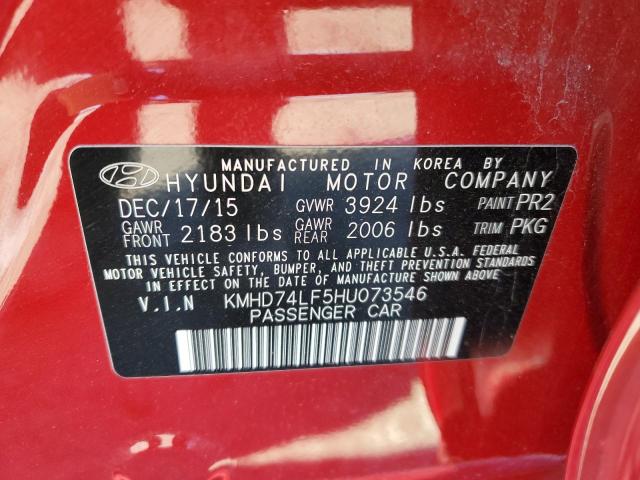 MANUFACTURED IN KOREA BY
HYUNDAI MOTOR COMPANY
DEC/17/15 GVWR 3924 lbs PAINT PR2
GAWR FRONT 2183 lbs GAWR REAR 2006 lbs TRIM PKG
THIS VEHICLE CONFORMS TO ALL APPLICABLE U.S.A. FEDERAL
MOTOR VEHICLE SAFETY, BUMPER, AND THEFT PREVENTION STANDARDS
IN EFFECT ON THE DATE OF MANUFACTURE SHOWN ABOVE
V.I.N KMHD74LF5HU073546
PASSENGER CAR